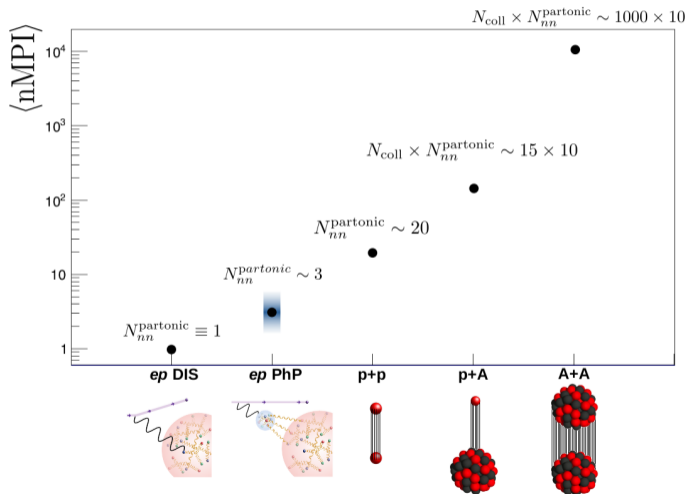 N_coll × N_nn^partonic ~ 1000 × 10
⟨nMPI⟩
10^4
10^3
N_coll × N_nn^partonic ~ 15 × 10
10^2
N_nn^partonic ~ 20
10
N_nn^partonic ~ 3
N_nn^partonic ≡ 1
1
ep DIS ep PhP p+p p+A A+A